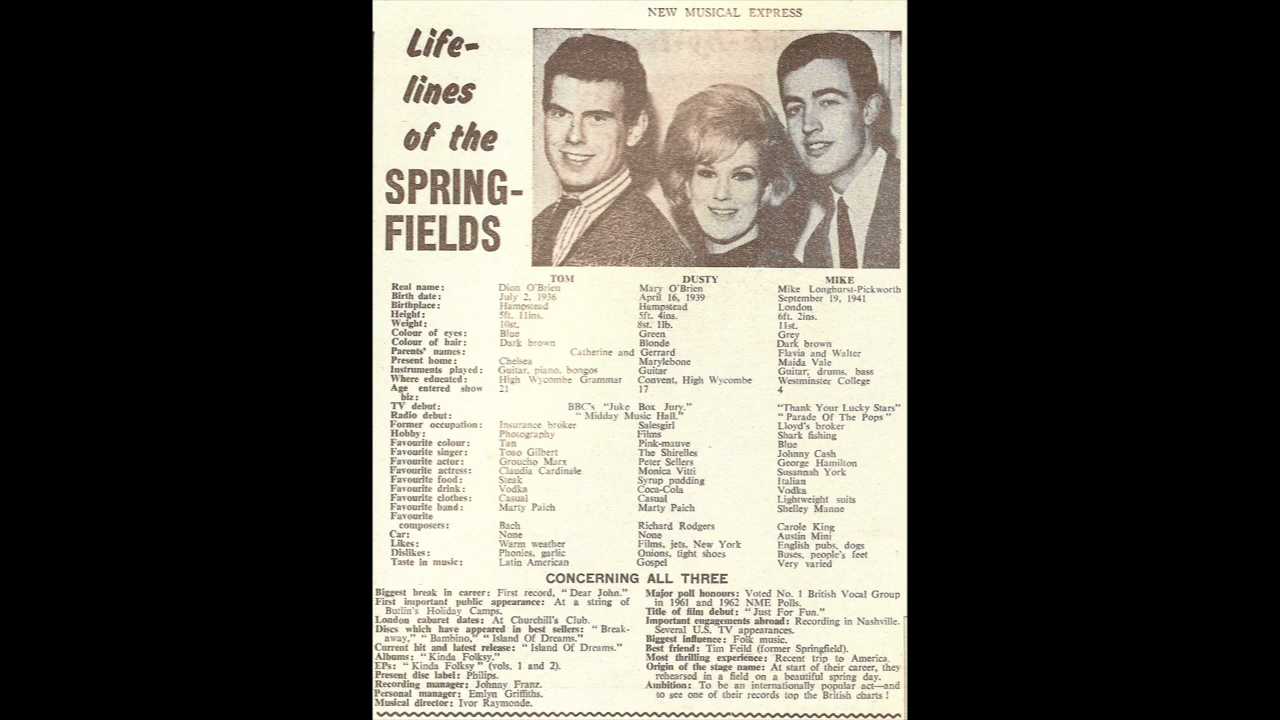 NEW MUSICAL EXPRESS
Life-
lines
of the
SPRING-
FIELDS
TOM DUSTY MIKE
Real name: Dion O'Brien Mary O'Brien Mike Longhurst-Pickworth
Birth date: July 2, 1936 April 16, 1939 September 19, 1941
Birthplace: Hampstead Hampstead London
Height: 5ft. 11ins. 5ft. 4ins. 6ft. 2ins.
Weight: 10st. 8st. 1lb. 11st.
Colour of eyes: Blue Green Grey
Colour of hair: Dark brown Blonde Dark brown
Parents' names: Catherine and Gerrard Flavia and Walter
Present home: Chelsea Marylebone Maida Vale
Instruments played: Guitar, piano, bongos Guitar Guitar, drums, bass
Where educated: High Wycombe Grammar Convent, High Wycombe Westminster College
Age entered show 21 17 4
biz:
TV debut: BBC's "Juke Box Jury." "Thank Your Lucky Stars"
Radio debut: "Midday Music Hall." "Parade Of The Pops"
Former occupation: Insurance broker Salesgirl Lloyd's broker
Hobby: Photography Films Shark fishing
Favourite colour: Tan Pink-mauve Blue
Favourite singer: Tono Gilbert The Shirelles Johnny Cash
Favourite actor: Groucho Marx Peter Sellers George Hamilton
Favourite actress: Claudia Cardinale Monica Vitti Susannah York
Favourite food: Steak Syrup pudding Italian
Favourite drink: Vodka Coca-Cola Vodka
Favourite clothes: Casual Casual Lightweight suits
Favourite band: Marty Paich Marty Paich Shelley Manne
Favourite
composers: Bach Richard Rodgers Carole King
Car: None None Austin Mini
Likes: Warm weather Films, jets, New York English pubs, dogs
Dislikes: Phonies, garlic Onions, tight shoes Buses, people's feet
Taste in music: Latin American Gospel Very varied
CONCERNING ALL THREE
Biggest break in career: First record, "Dear John."
First important public appearance: At a string of
Butlin's Holiday Camps.
London cabaret dates: At Churchill's Club.
Discs which have appeared in best sellers: "Break-
away," "Bambino," "Island Of Dreams."
Current hit and latest release: "Island Of Dreams."
Albums: "Kinda Folksy."
EPs: "Kinda Folksy" (vols. 1 and 2).
Present disc label: Philips.
Recording manager: Johnny Franz.
Personal manager: Emlyn Griffiths.
Musical director: Ivor Raymonde.
Major poll honours: Voted No. 1 British Vocal Group
in 1961 and 1962 NME Polls.
Title of film debut: "Just For Fun."
Important engagements abroad: Recording in Nashville.
Several U.S. TV appearances.
Biggest influence: Folk music.
Best friend: Tim Feild (former Springfield).
Most thrilling experience: Recent trip to America.
Origin of the stage name: At start of their career, they
rehearsed in a field on a beautiful spring day.
Ambition: To be an internationally popular act—and
to see one of their records top the British charts!